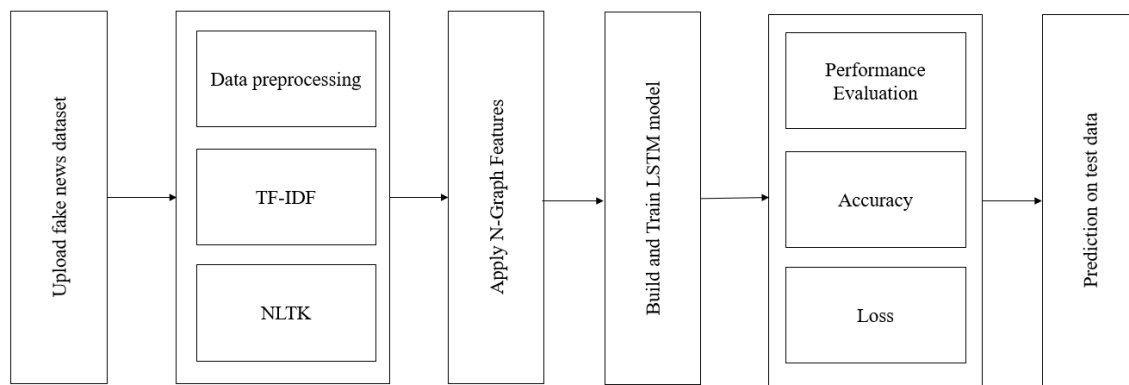 Upload fake news dataset
Data preprocessing
TF-IDF
NLTK
Apply N-Graph Features
Build and Train LSTM model
Performance
Evaluation
Accuracy
Loss
Prediction on test data